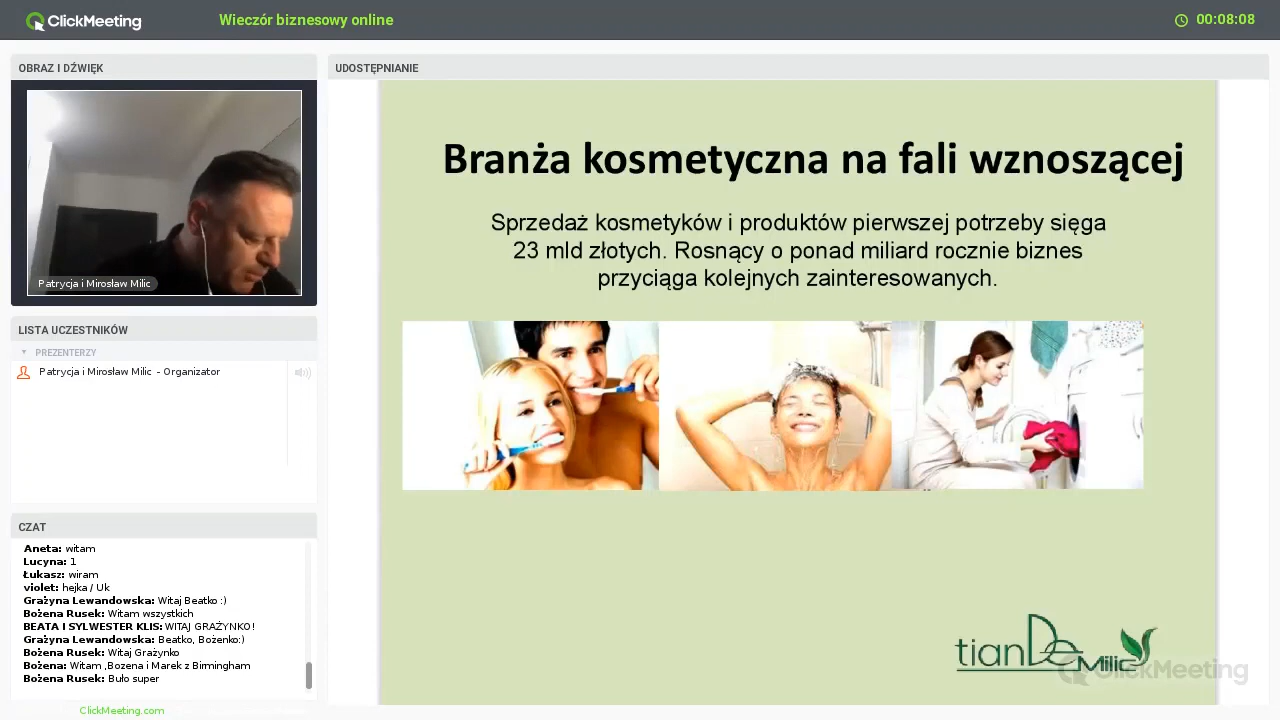 ClickMeeting
Wieczór biznesowy online
00:08:08
OBRAZ I DŹWIĘK
Patrycja i Mirosław Milic
LISTA UCZESTNIKÓW
PREZENTERZY
Patrycja i Mirosław Milic - Organizator
CZAT
Aneta: witam
Lucyna: 1
Łukasz: wiram
violet: hejka / Uk
Grażyna Lewandowska: Witaj Beatko :)
Bożena Rusek: Witam wszystkich
BEATA I SYLWESTER KLIS: WITAJ GRAŻYNKO!
Grażyna Lewandowska: Beatko, Bożenko:)
Bożena Rusek: Witaj Grażynko
Bożena: Witam ,Bozena i Marek z Birmingham
Bożena Rusek: Buło super
ClickMeeting.com
UDOSTĘPNIANIE
Branża kosmetyczna na fali wznoszącej
Sprzedaż kosmetyków i produktów pierwszej potrzeby sięga
23 mld złotych. Rosnący o ponad miliard rocznie biznes
przyciąga kolejnych zainteresowanych.
tianDe
Milic
ClickMeeting